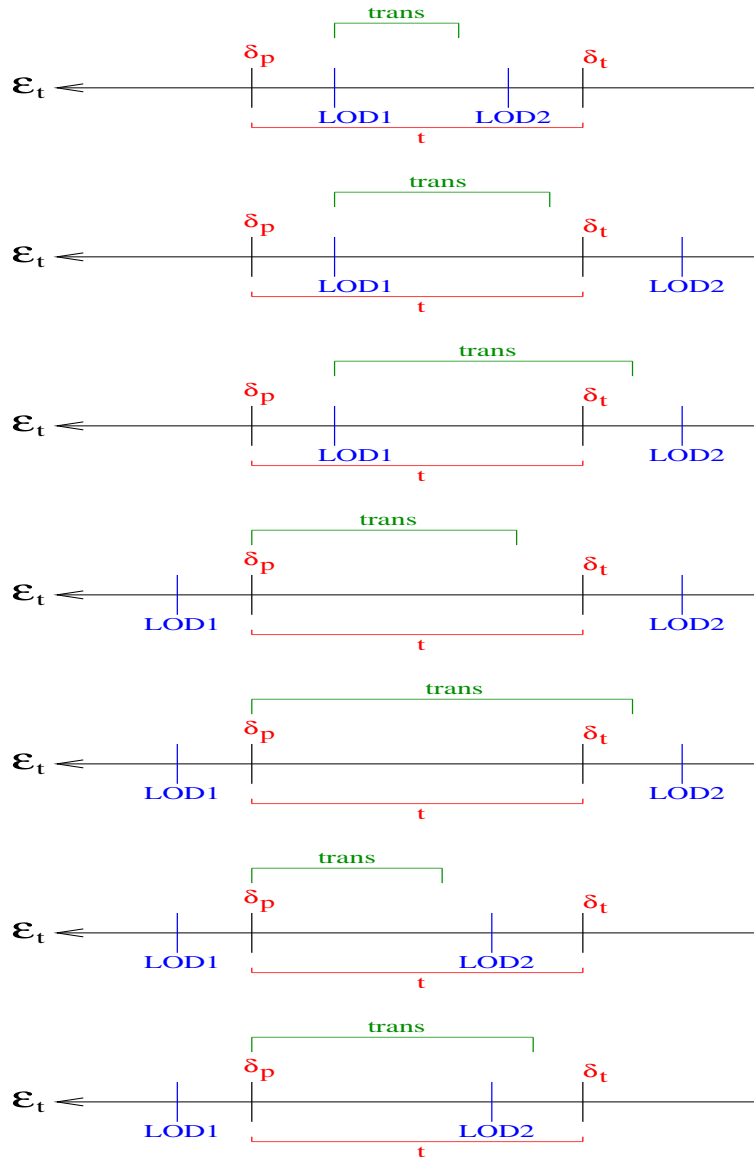 trans
δp δt
εt
LOD1 LOD2
t
trans
δp δt
εt
LOD1 LOD2
t
trans
δp δt
εt
LOD1 LOD2
t
trans
δp δt
εt
LOD1 LOD2
t
trans
δp δt
εt
LOD1 LOD2
t
trans
δp δt
εt
LOD1 LOD2
t
trans
δp δt
εt
LOD1 LOD2
t